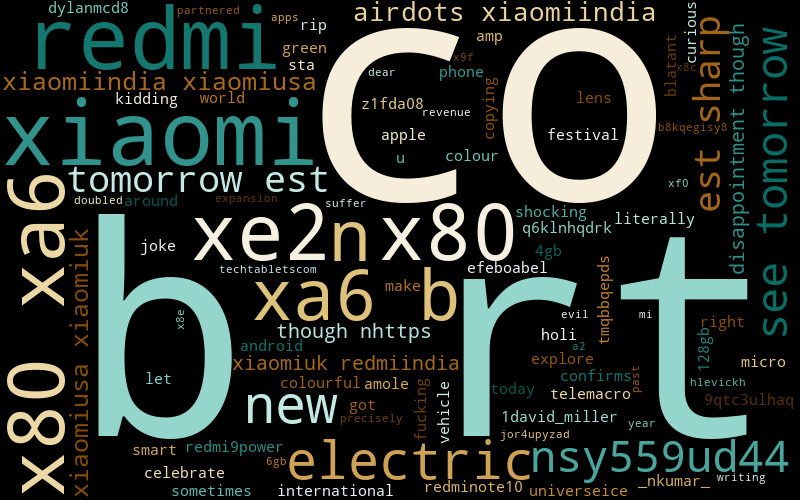 dylanmcd8
partnered
apps
rip
airdots xiaomiindia
curious
redmi
co
green
amp
x9f
sta
dear
phone
blatant
x8c
est sharp
disappointment though
see tomorrow
xiaomiindia xiaomiusa
kidding
world
z1fda08
revenue
copying
lens
xiaomi
apple
festival
b8kqegisy8
u
colour
tomorrow est
xf0
doubled
around
expansion
suffer
xe2n x80
shocking
literally
q6klnhqdrk
joke
4gb
x80 xa6
xiaomiusa xiaomiuk
techtabletscom
efeboabel
xa6 b
make
tmqbbqepds
b
rt
x8e
evil
mi
right
though nhttps
holi
android
a2
128gb
xiaomiuk redmiindia
explore
micro
let
colourful
amole
confirms
past
hlevickh
today
telemacro
9qtc3ulhaq
new
got
precisely
fucking
vehicle
1david_miller
year
jor4upyzad
smart
redmi9power
6gb
electric
nsy559ud44
celebrate
sometimes
international
redminote10
universeice
_nkumar_
writing